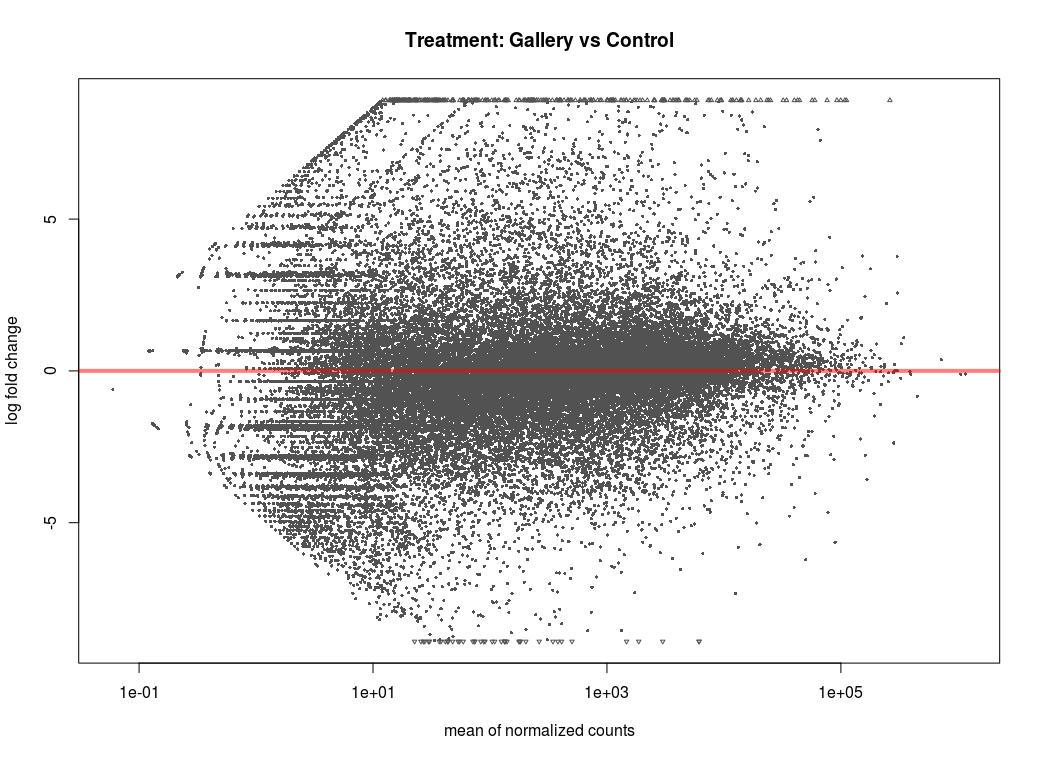 Treatment: Gallery vs Control
log fold change
5
0
-5
1e-01
1e+01
1e+03
1e+05
mean of normalized counts